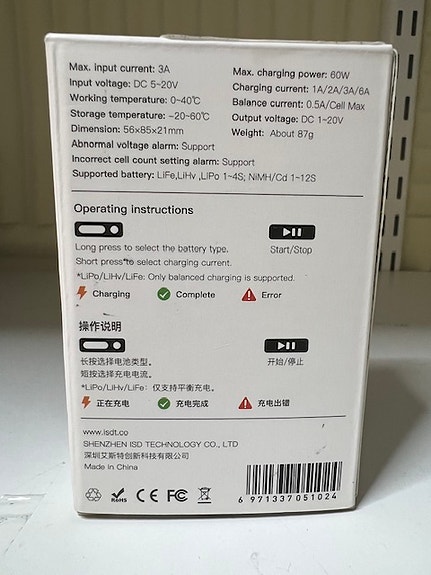 Max. input current: 3A
Input voltage: DC 5~20V
Working temperature: 0~40℃
Storage temperature: -20~60℃
Dimension: 56x85x21mm
Abnormal voltage alarm: Support
Incorrect cell count setting alarm: Support
Supported battery: LiFe,LiHv ,LiPo 1~4S; NiMH/Cd 1~12S
Max. charging power: 60W
Charging current: 1A/2A/3A/6A
Balance current: 0.5A/Cell Max
Output voltage: DC 1~20V
Weight: About 87g
Operating instructions
Long press to select the battery type.
Short press to select charging current.
Start/Stop
*LiPo/LiHv/LiFe: Only balanced charging is supported.
Charging Complete Error
操作说明
长按选择电池类型。
短按选择充电电流。
开始/停止
*LiPo/LiHv/LiFe：仅支持平衡充电。
正在充电 充电完成 充电出错
www.isdt.co
SHENZHEN ISD TECHNOLOGY CO., LTD
深圳艾斯特创新科技有限公司
Made in China
RoHS CE FC
6 971337051024